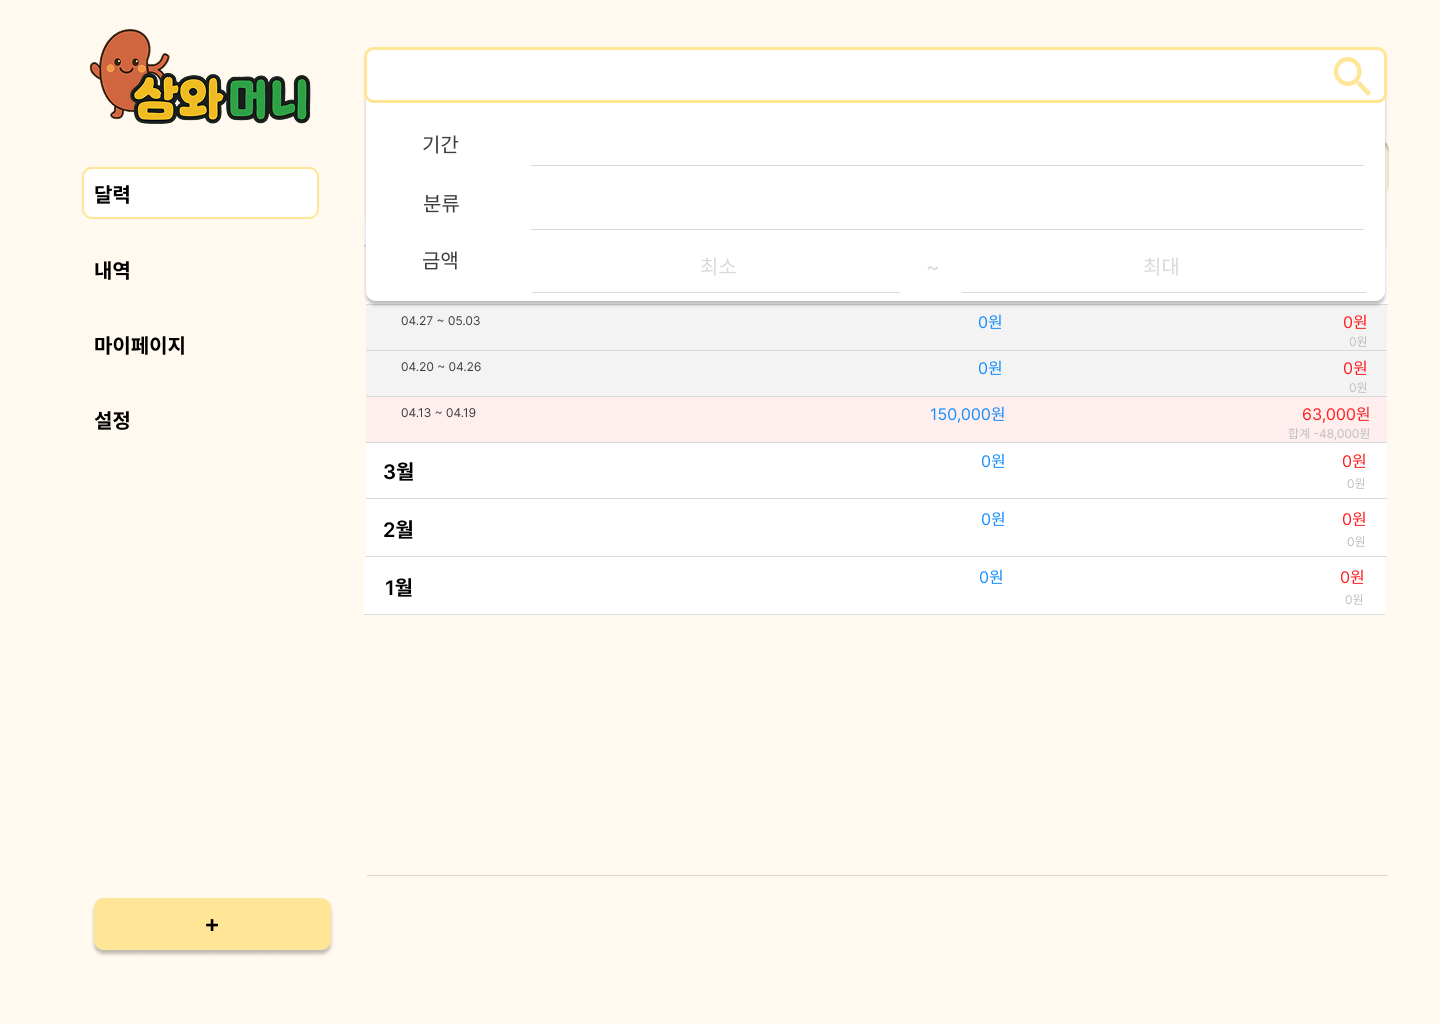 삼와머니
달력
내역
마이페이지
설정
+
기간
분류
금액 최소 ~ 최대
04.27 ~ 05.03 0원 0원
0원
04.20 ~ 04.26 0원 0원
0원
04.13 ~ 04.19 150,000원 63,000원
합계 -48,000원
3월 0원 0원
0원
2월 0원 0원
0원
1월 0원 0원
0원